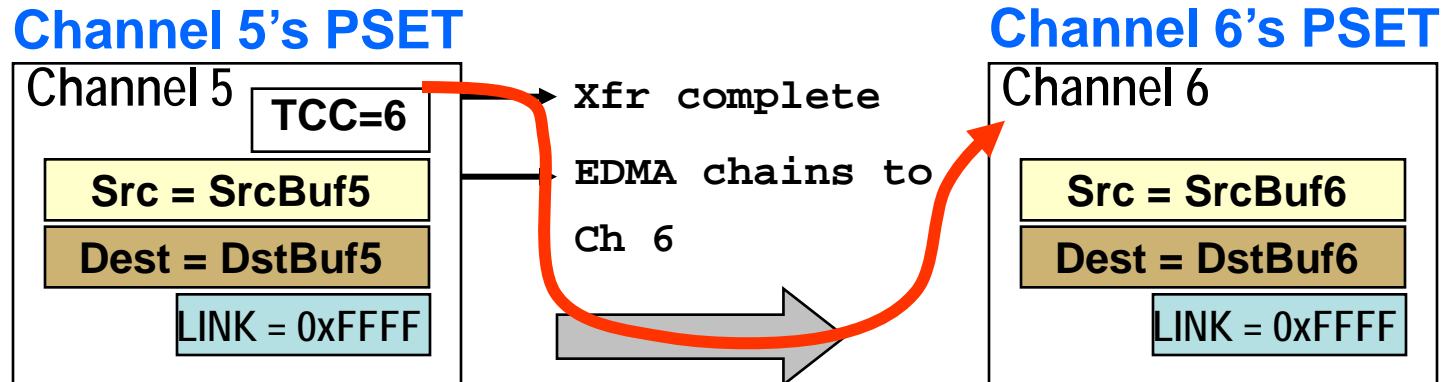 Channel 5's PSET
Channel 5
TCC=6
Src = SrcBuf5
Dest = DstBuf5
LINK = 0xFFFF
Xfr complete
EDMA chains to
Ch 6
Channel 6's PSET
Channel 6
Src = SrcBuf6
Dest = DstBuf6
LINK = 0xFFFF